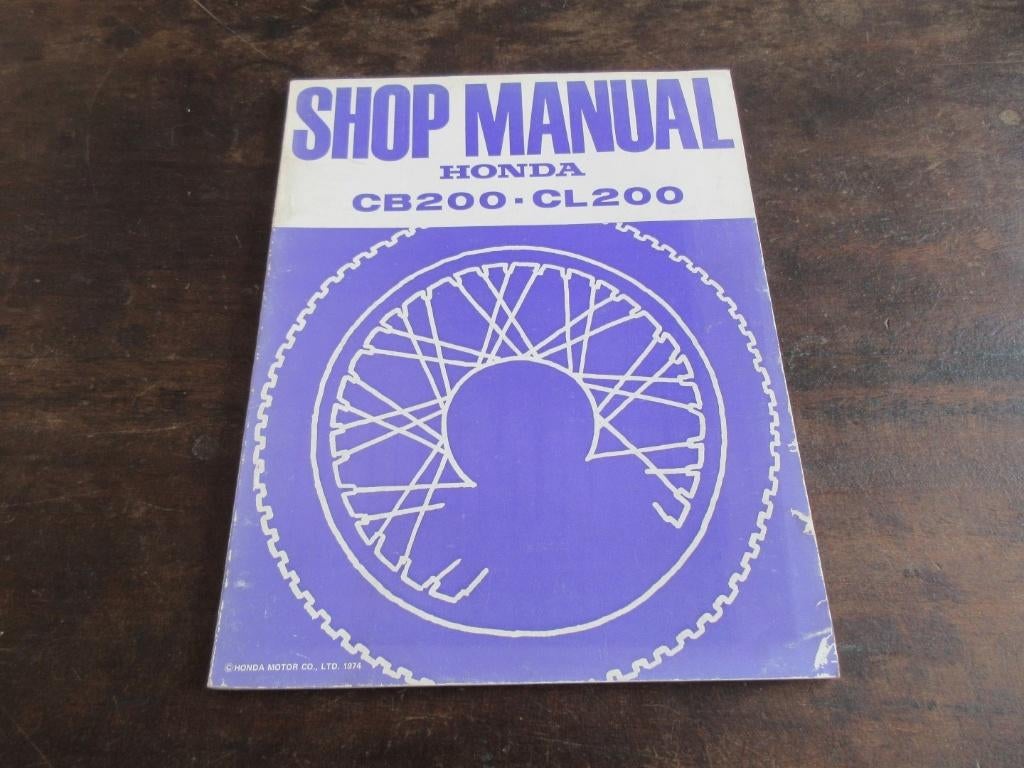 SHOP MANUAL
HONDA
CB200·CL200
© HONDA MOTOR CO., LTD. 1974